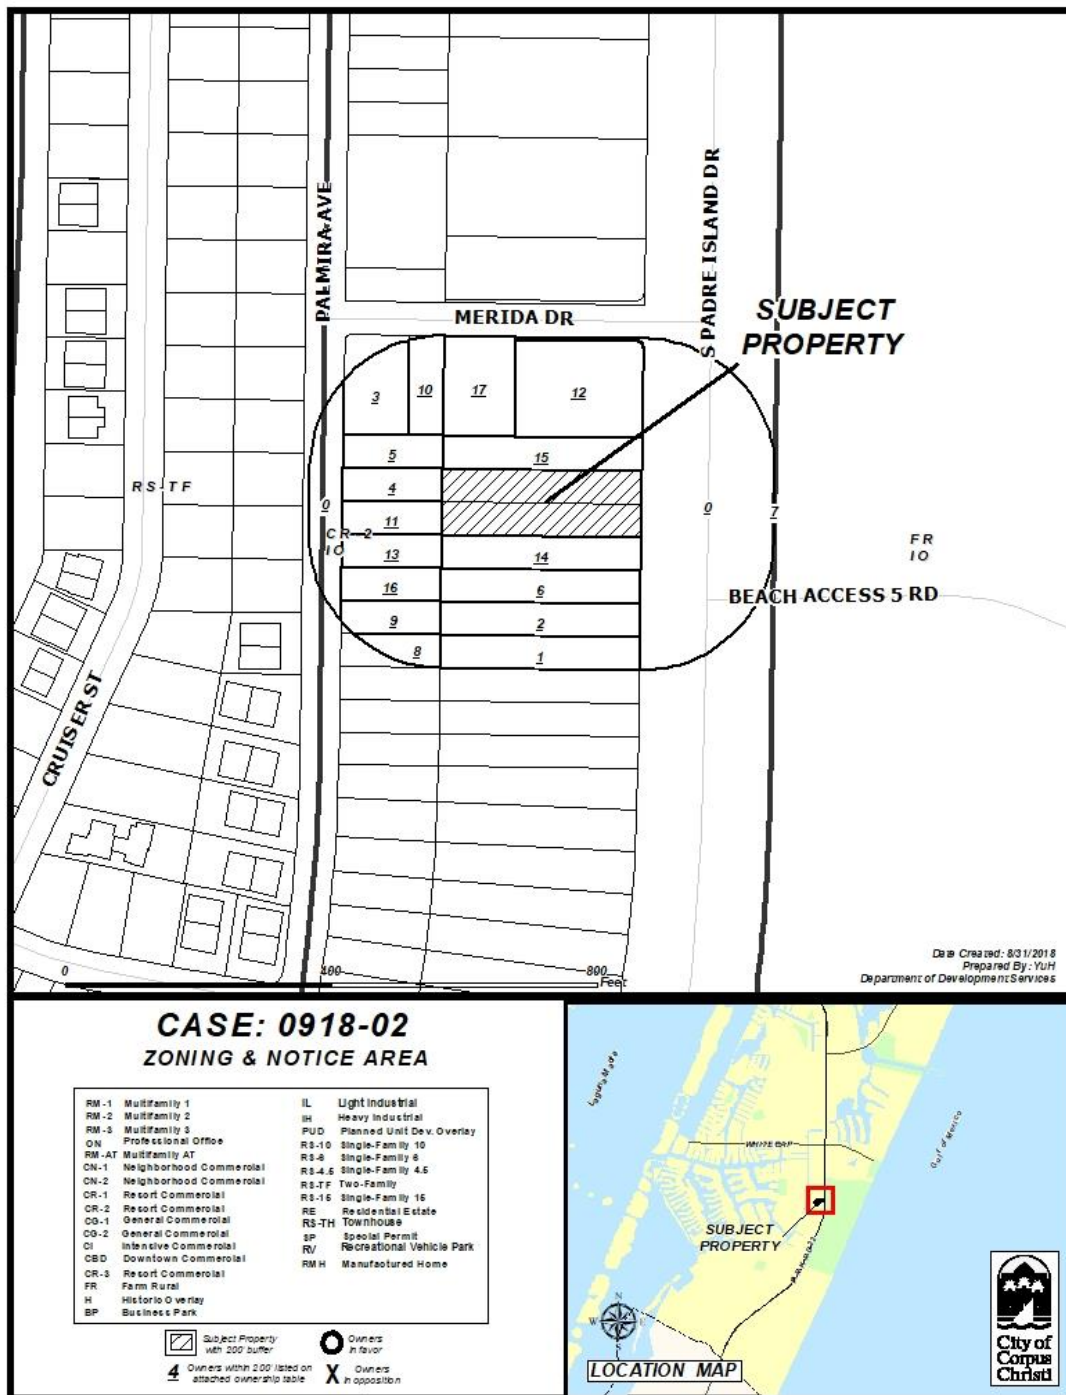 PALMIRA AVE
S PADRE ISLAND DR
MERIDA DR
SUBJECT
PROPERTY
3
10
17
12
5
15
4
11
RS-TF
0
CR-2
IO
0
7
FR
IO
13
14
16
6
BEACH ACCESS 5 RD
9
2
8
1
CRUISER ST
0
400
800
Feet
Date Created: 8/31/2018
Prepared By: YuH
Department of Development Services
CASE: 0918-02
ZONING & NOTICE AREA
RM-1 Multifamily 1
RM-2 Multifamily 2
RM-3 Multifamily 3
ON Professional Office
RM-AT Multifamily AT
CN-1 Neighborhood Commercial
CN-2 Neighborhood Commercial
CR-1 Resort Commercial
CR-2 Resort Commercial
CG-1 General Commercial
CG-2 General Commercial
CI Intensive Commercial
CBD Downtown Commercial
CR-3 Resort Commercial
FR Farm Rural
H Historic Overlay
BP Business Park
IL Light Industrial
IH Heavy Industrial
PUD Planned Unit Dev. Overlay
RS-10 Single-Family 10
RS-6 Single-Family 6
RS-4.5 Single-Family 4.5
RS-TF Two-Family
RS-15 Single-Family 15
RE Residential Estate
RS-TH Townhouse
SP Special Permit
RV Recreational Vehicle Park
RMH Manufactured Home
Subject Property
with 200' buffer
Owners
in favor
4 Owners within 200' listed on
attached ownership table
X Owners
in opposition
Laguna Madre
WHITECAP
Gulf of Mexico
SUBJECT
PROPERTY
N
W
E
S
LOCATION MAP
City of
Corpus
Christi